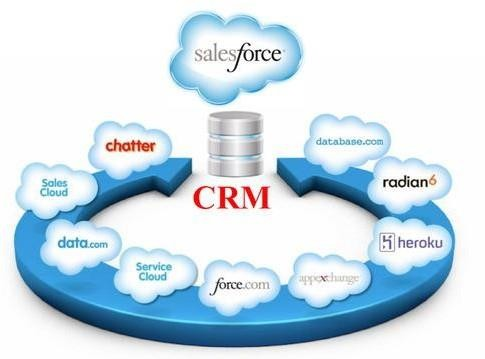 salesforce
CRM
chatter
Sales
Cloud
data.com
Service
Cloud
force.com
appexchange
heroku
radian6
database.com